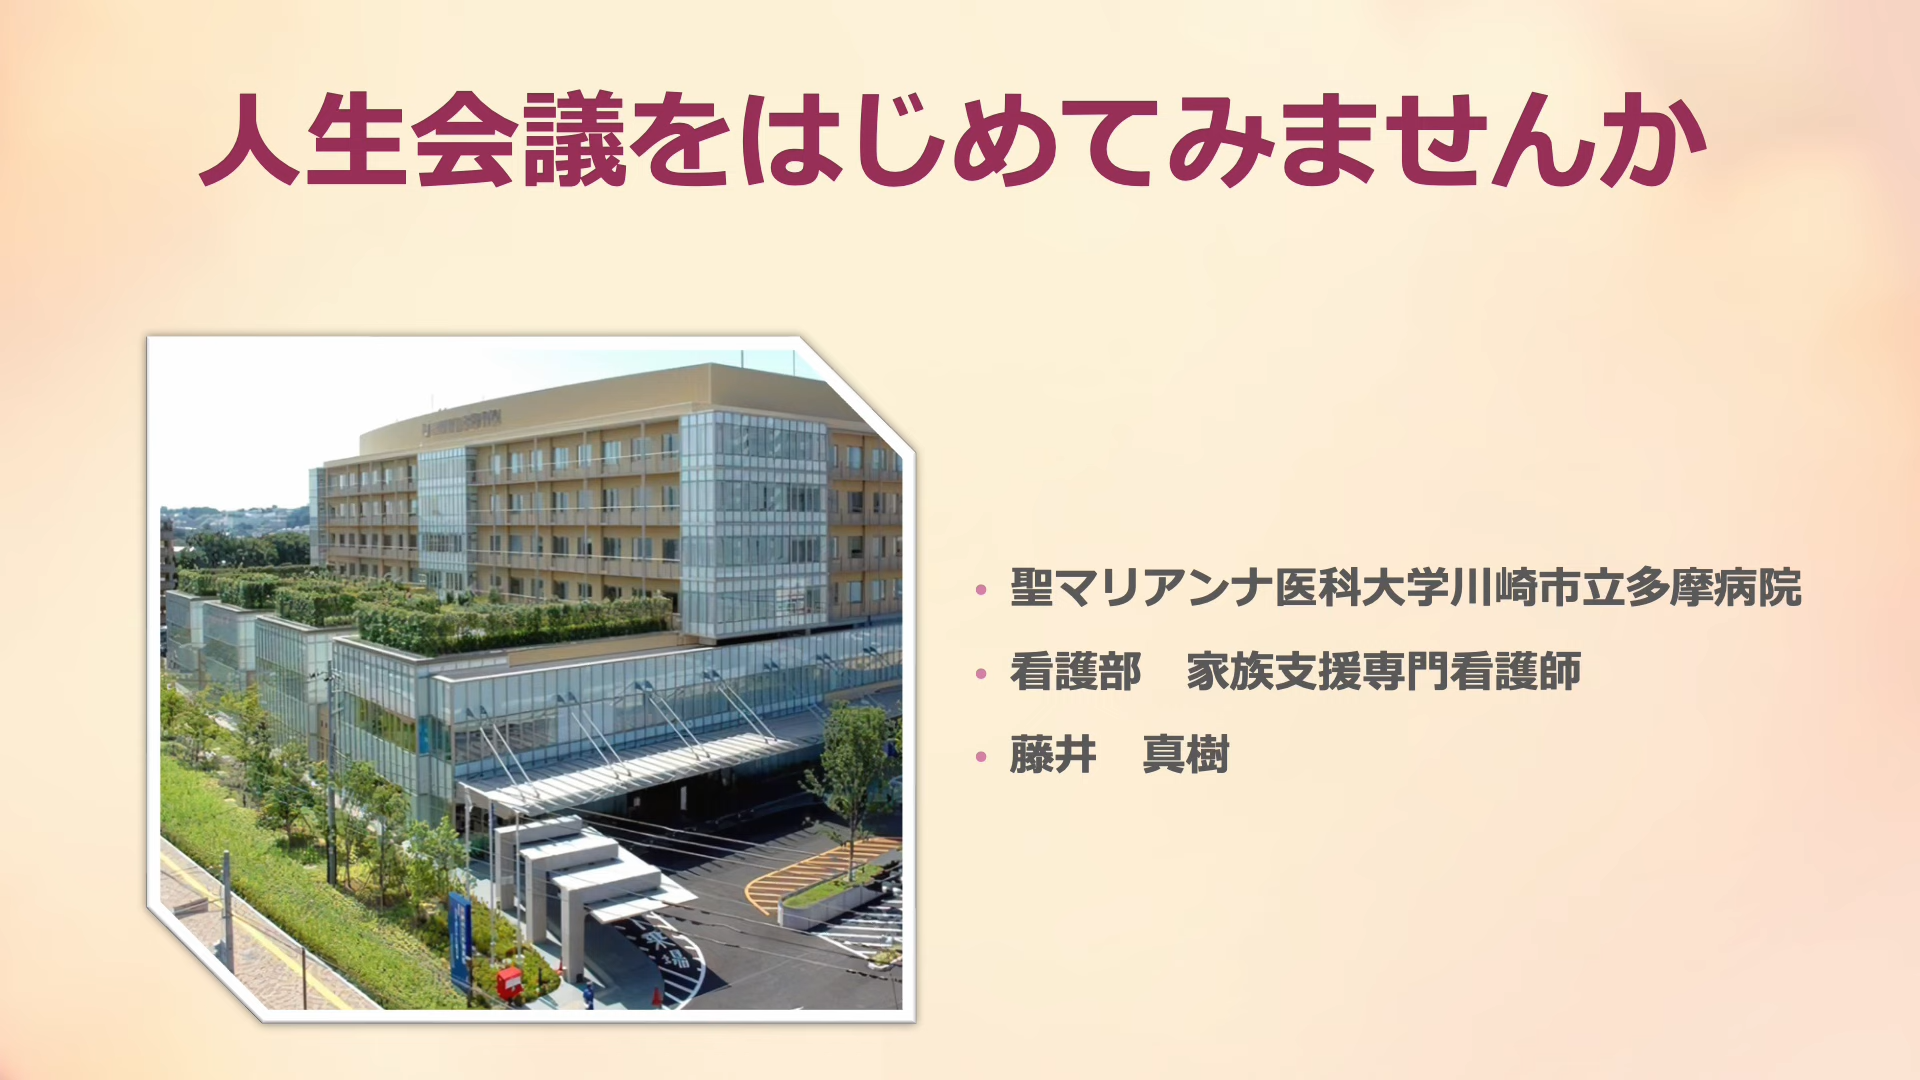 人生会議をはじめてみませんか
• 聖マリアンナ医科大学川崎市立多摩病院
• 看護部　家族支援専門看護師
• 藤井　真樹
来場